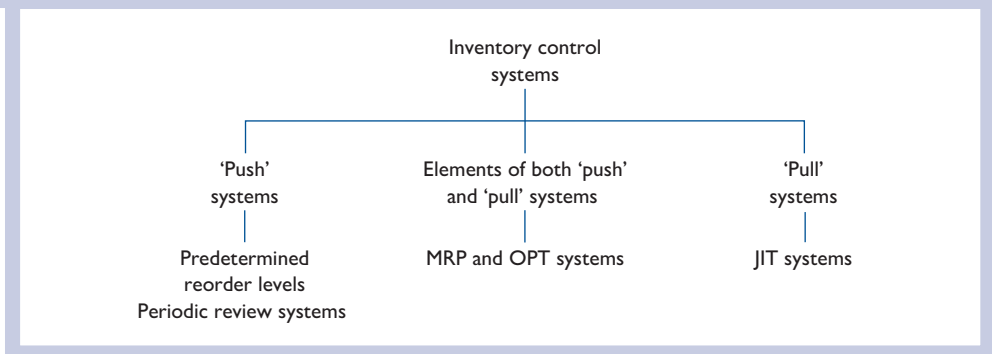 Inventory control
systems
‘Push’
systems
Elements of both ‘push’
and ‘pull’ systems
‘Pull’
systems
Predetermined
reorder levels
Periodic review systems
MRP and OPT systems
JIT systems